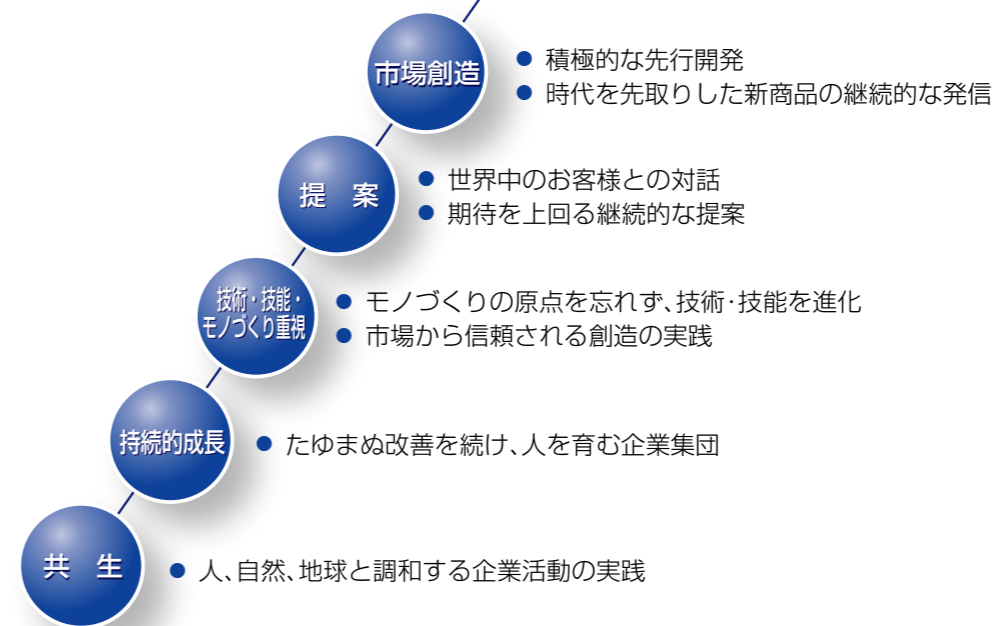 市場創造
● 積極的な先行開発
● 時代を先取りした新商品の継続的な発信
提　案
● 世界中のお客様との対話
● 期待を上回る継続的な提案
技術・技能・
モノづくり重視
● モノづくりの原点を忘れず、技術・技能を進化
● 市場から信頼される創造の実践
持続的成長
● たゆまぬ改善を続け、人を育む企業集団
共　生
● 人、自然、地球と調和する企業活動の実践